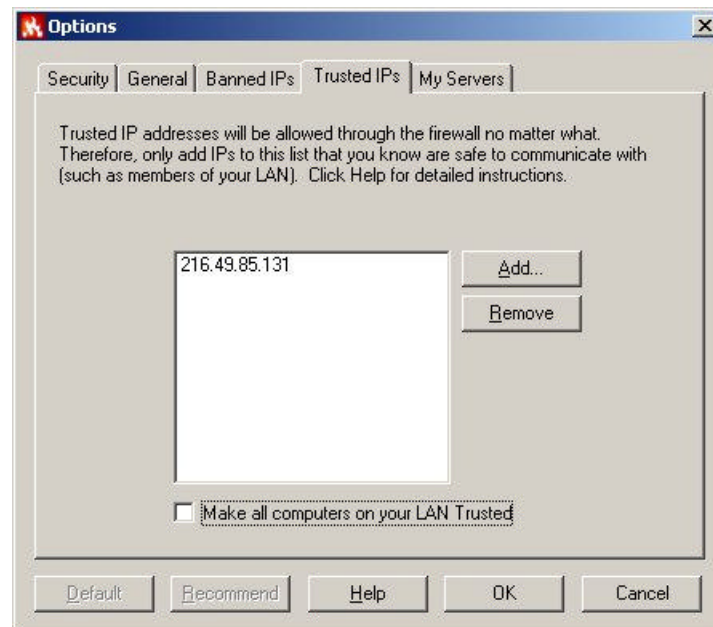 Options
Security General Banned IPs Trusted IPs My Servers
Trusted IP addresses will be allowed through the firewall no matter what.
Therefore, only add IPs to this list that you know are safe to communicate with
(such as members of your LAN). Click Help for detailed instructions.
216.49.85.131
Add...
Remove
Make all computers on your LAN Trusted
Default Recommend Help OK Cancel